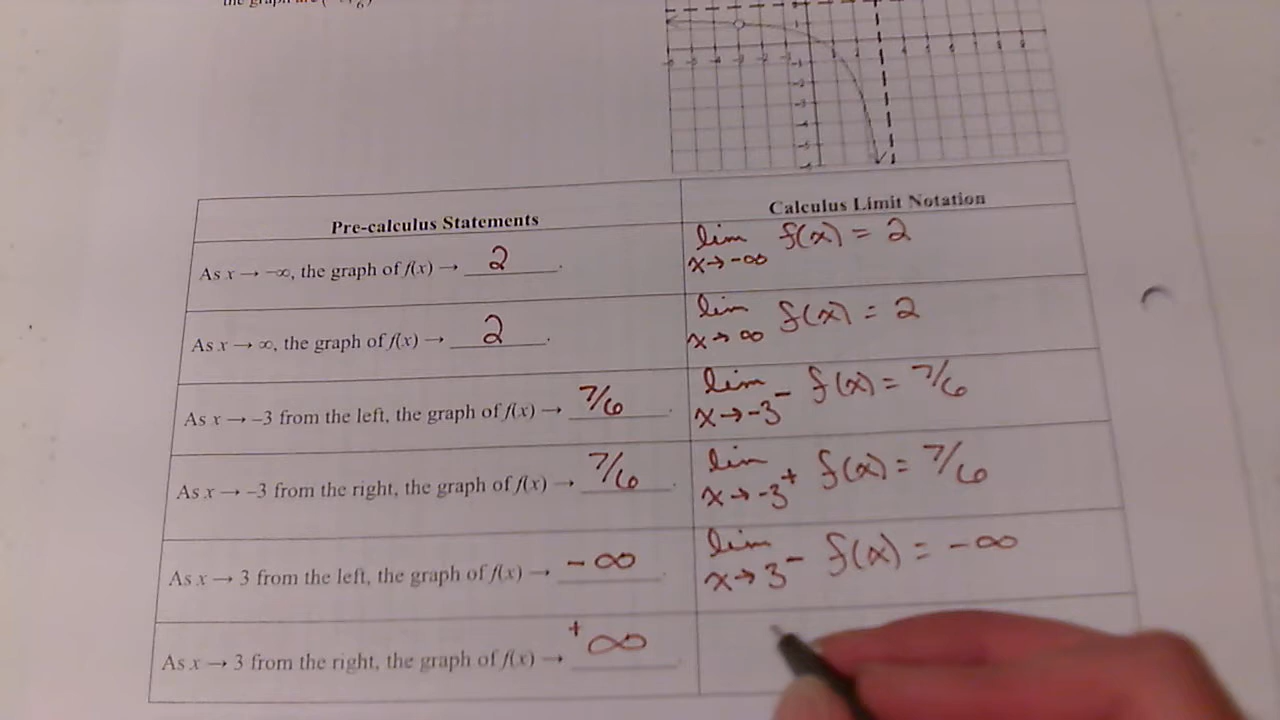 the graph are
Pre-calculus Statements
Calculus Limit Notation
As x → −∞, the graph of f(x) → 2.
lim f(x) = 2
x→-∞
As x → ∞, the graph of f(x) → 2.
lim f(x) = 2
x→∞
As x → −3 from the left, the graph of f(x) → 7/6.
lim f(x) = 7/6
x→-3⁻
As x → −3 from the right, the graph of f(x) → 7/6.
lim f(x) = 7/6
x→-3⁺
As x → 3 from the left, the graph of f(x) → -∞.
lim f(x) = -∞
x→3⁻
As x → 3 from the right, the graph of f(x) → +∞.